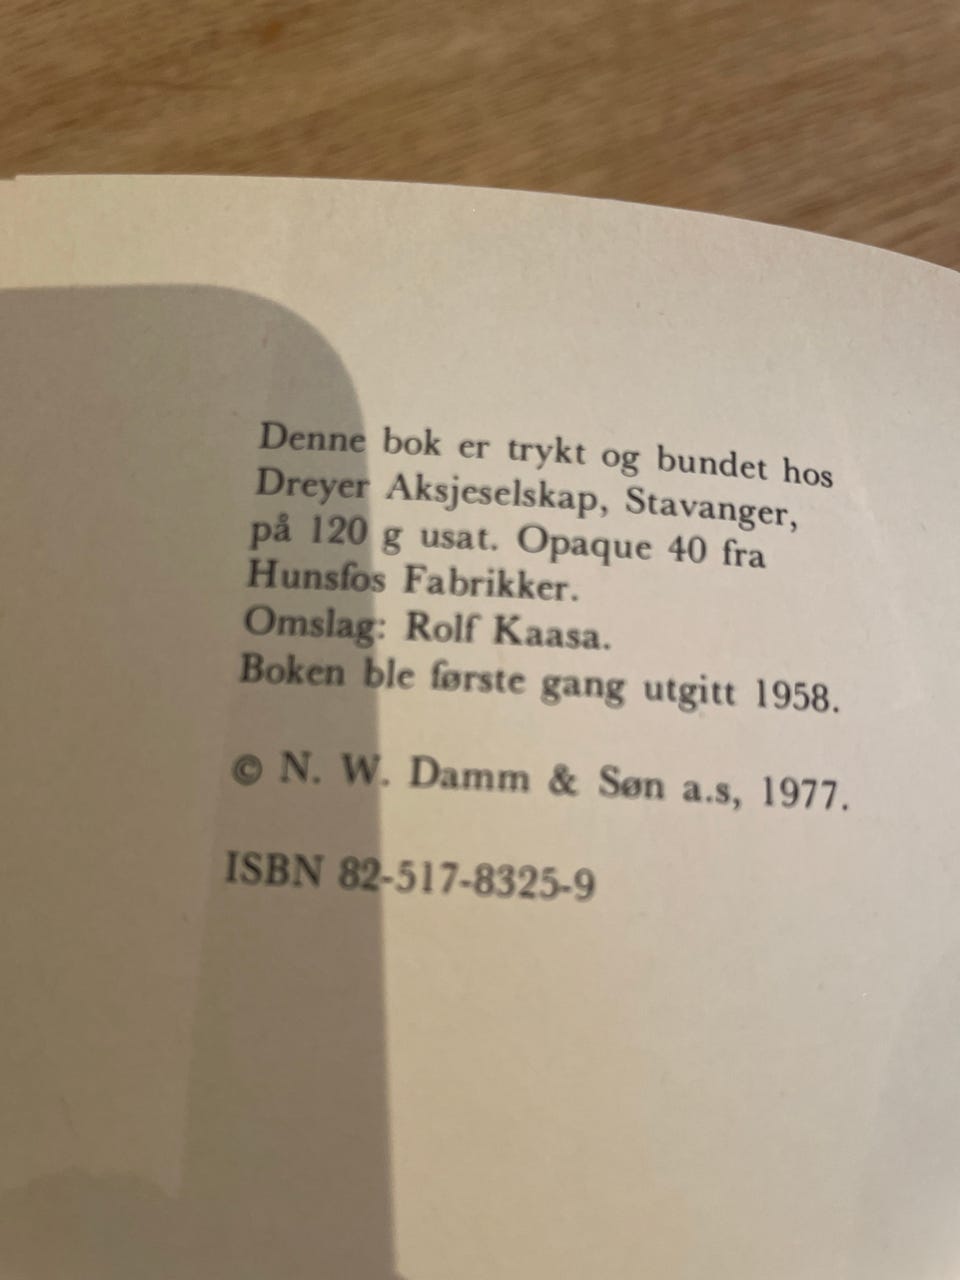 Denne bok er trykt og bundet hos
Dreyer Aksjeselskap, Stavanger,
på 120 g usat. Opaque 40 fra
Hunsfos Fabrikker.
Omslag: Rolf Kaasa.
Boken ble første gang utgitt 1958.
© N. W. Damm & Søn a.s, 1977.
ISBN 82-517-8325-9